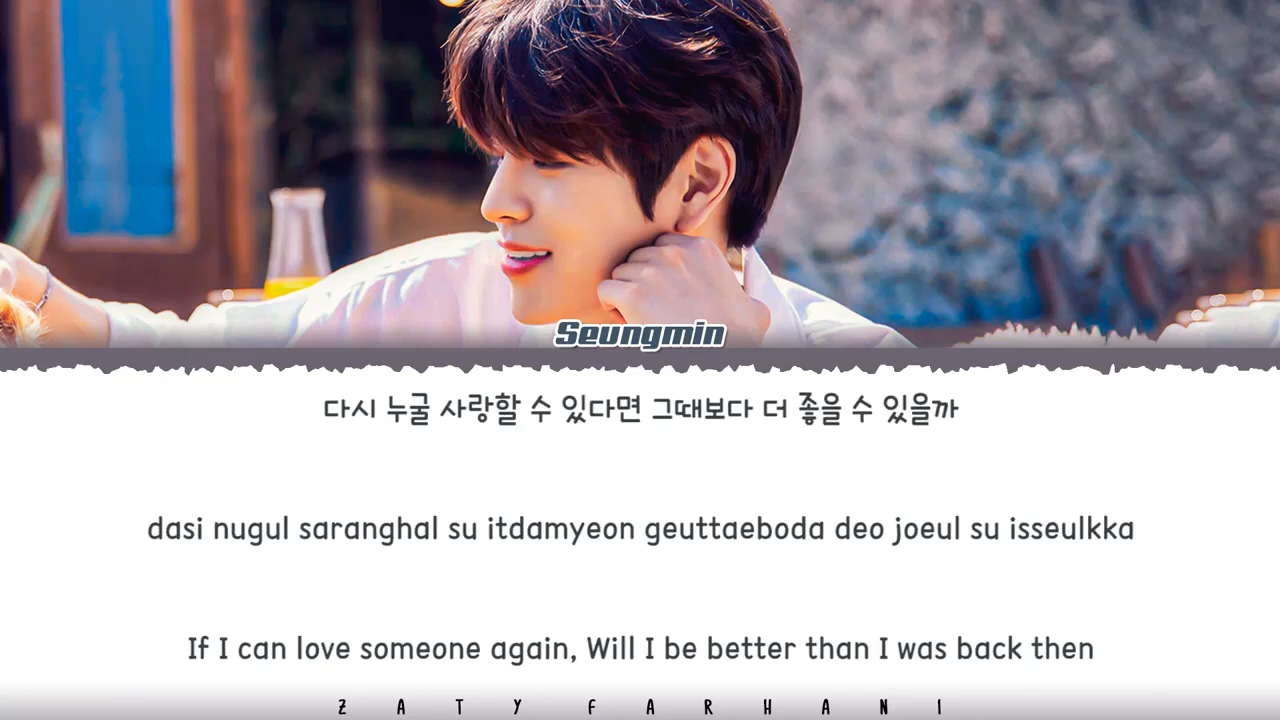 Seungmin
다시 누굴 사랑할 수 있다면 그때보다 더 좋을 수 있을까
dasi nugul saranghal su itdamyeon geuttaeboda deo joeul su isseulkka
If I can love someone again, Will I be better than I was back then
ZATY FARHANI